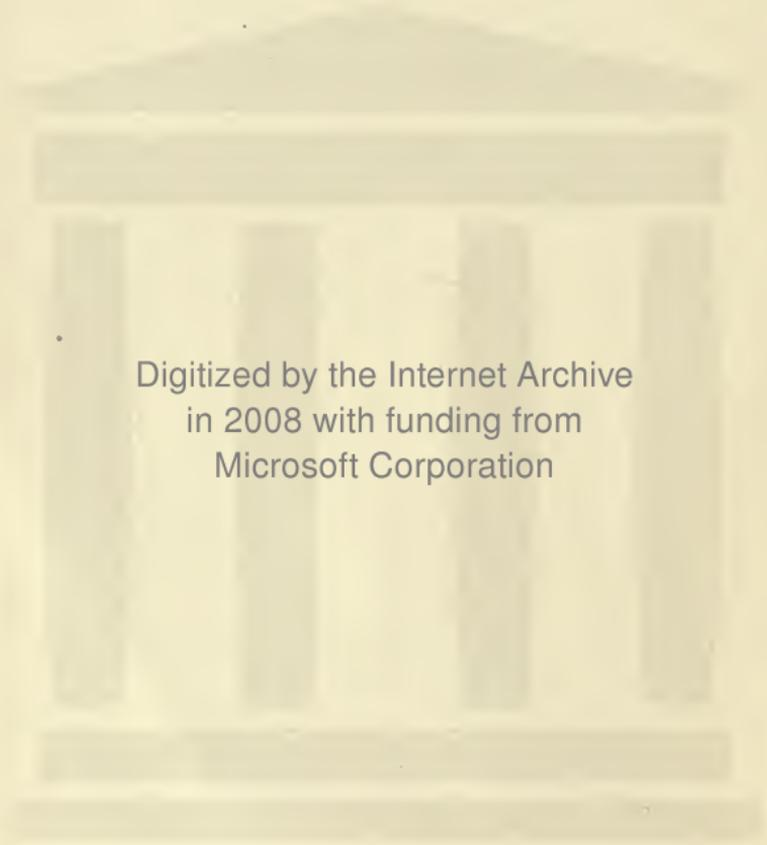 Digitized by the Internet Archive
in 2008 with funding from
Microsoft Corporation